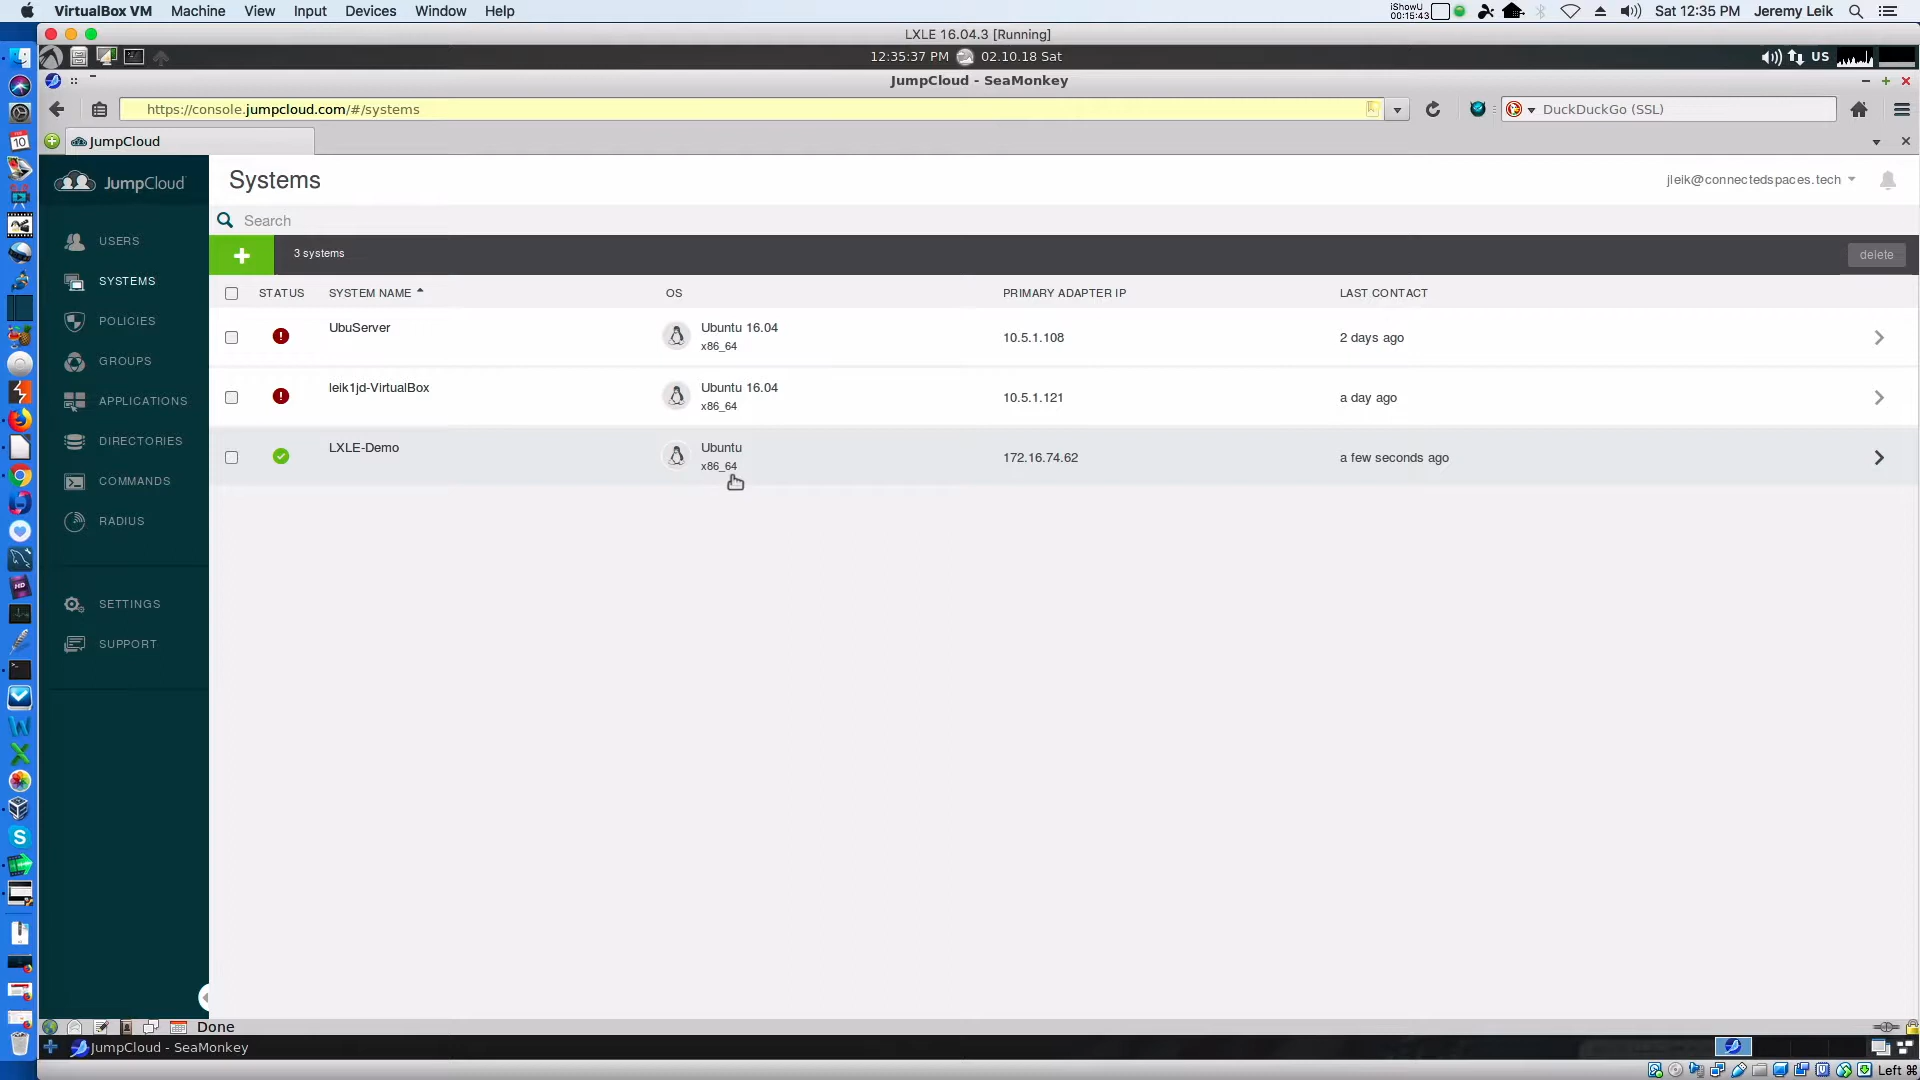 VirtualBox VM Machine View Input Devices Window Help
iShowU
00:15:43
Sat 12:35 PM Jeremy Leik
LXLE 16.04.3 [Running]
12:35:37 PM 02.10.18 Sat
US
JumpCloud - SeaMonkey
https://console.jumpcloud.com/#/systems
DuckDuckGo (SSL)
JumpCloud
JumpCloud
Systems
jleik@connectedspaces.tech
Search
3 systems
delete
USERS
SYSTEMS
POLICIES
GROUPS
APPLICATIONS
DIRECTORIES
COMMANDS
RADIUS
SETTINGS
SUPPORT
STATUS SYSTEM NAME OS PRIMARY ADAPTER IP LAST CONTACT
UbuServer Ubuntu 16.04 10.5.1.108 2 days ago
x86_64
leik1jd-VirtualBox Ubuntu 16.04 10.5.1.121 a day ago
x86_64
LXLE-Demo Ubuntu 172.16.74.62 a few seconds ago
x86_64
Done
JumpCloud - SeaMonkey
Left ⌘